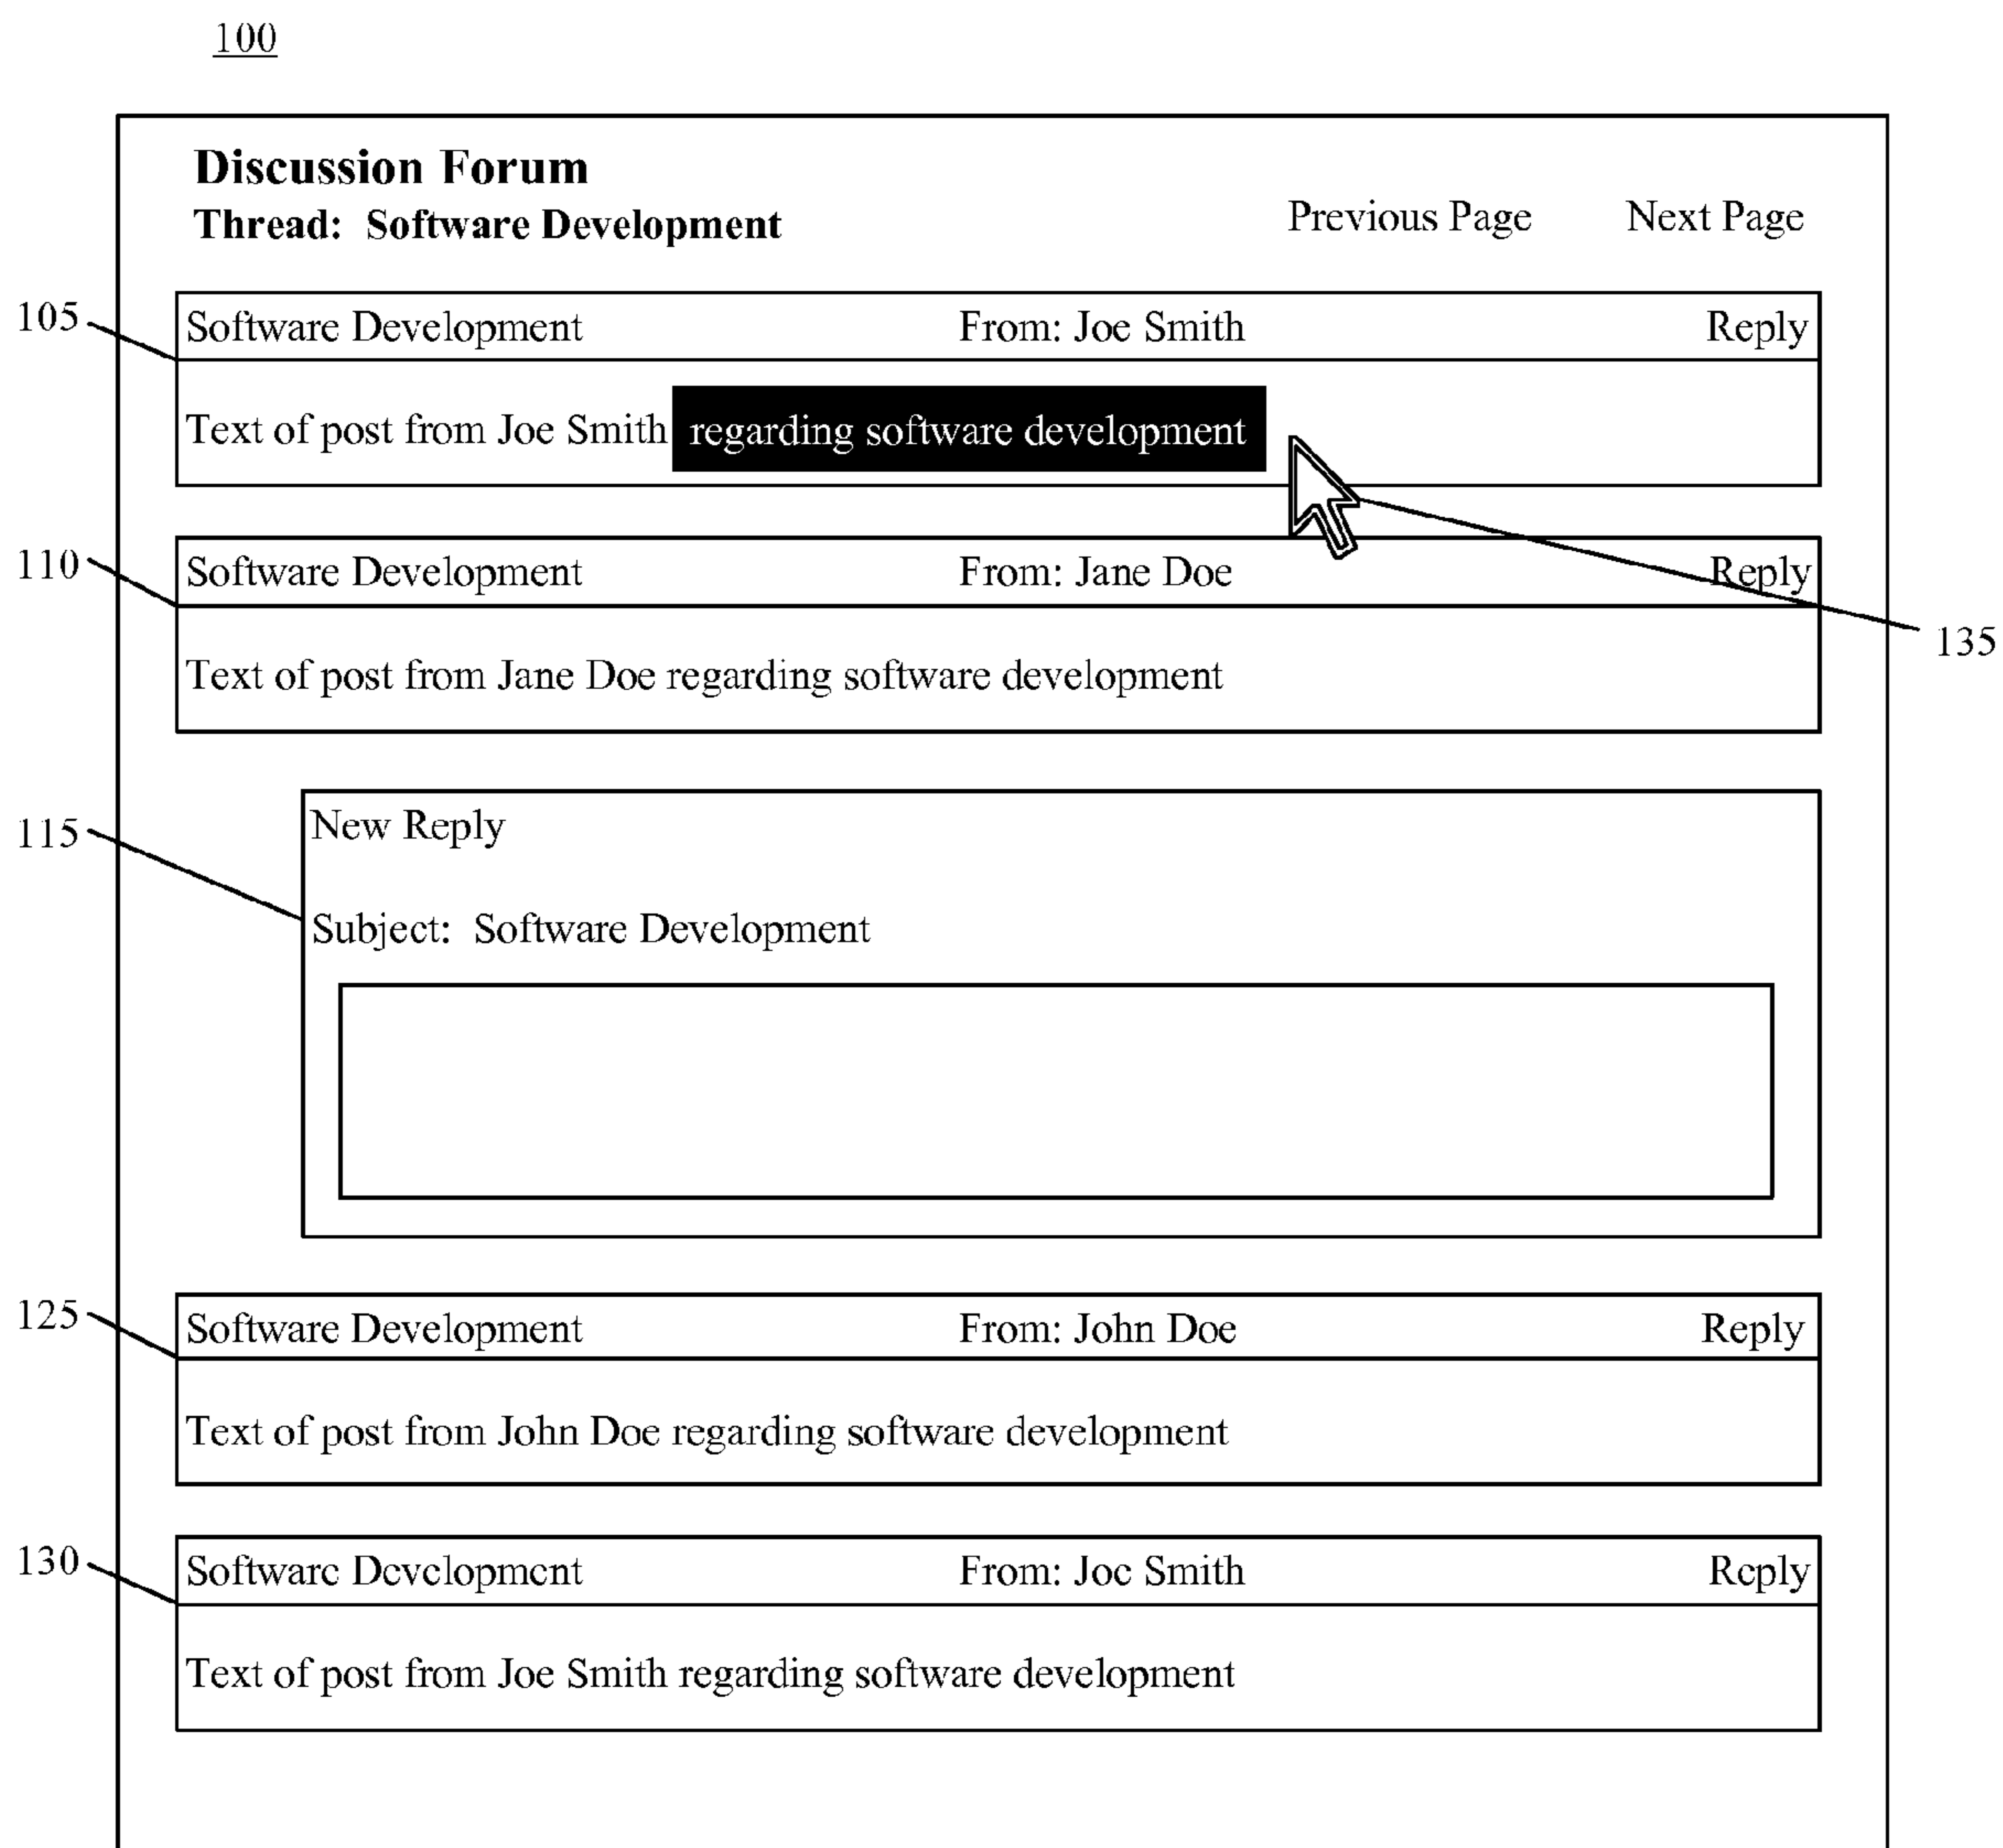 100
Discussion Forum
Thread: Software Development Previous Page Next Page
105
Software Development From: Joe Smith Reply
Text of post from Joe Smith regarding software development
110
Software Development From: Jane Doe Reply
135
Text of post from Jane Doe regarding software development
115
New Reply
Subject: Software Development
125
Software Development From: John Doe Reply
Text of post from John Doe regarding software development
130
Software Development From: Joe Smith Reply
Text of post from Joe Smith regarding software development